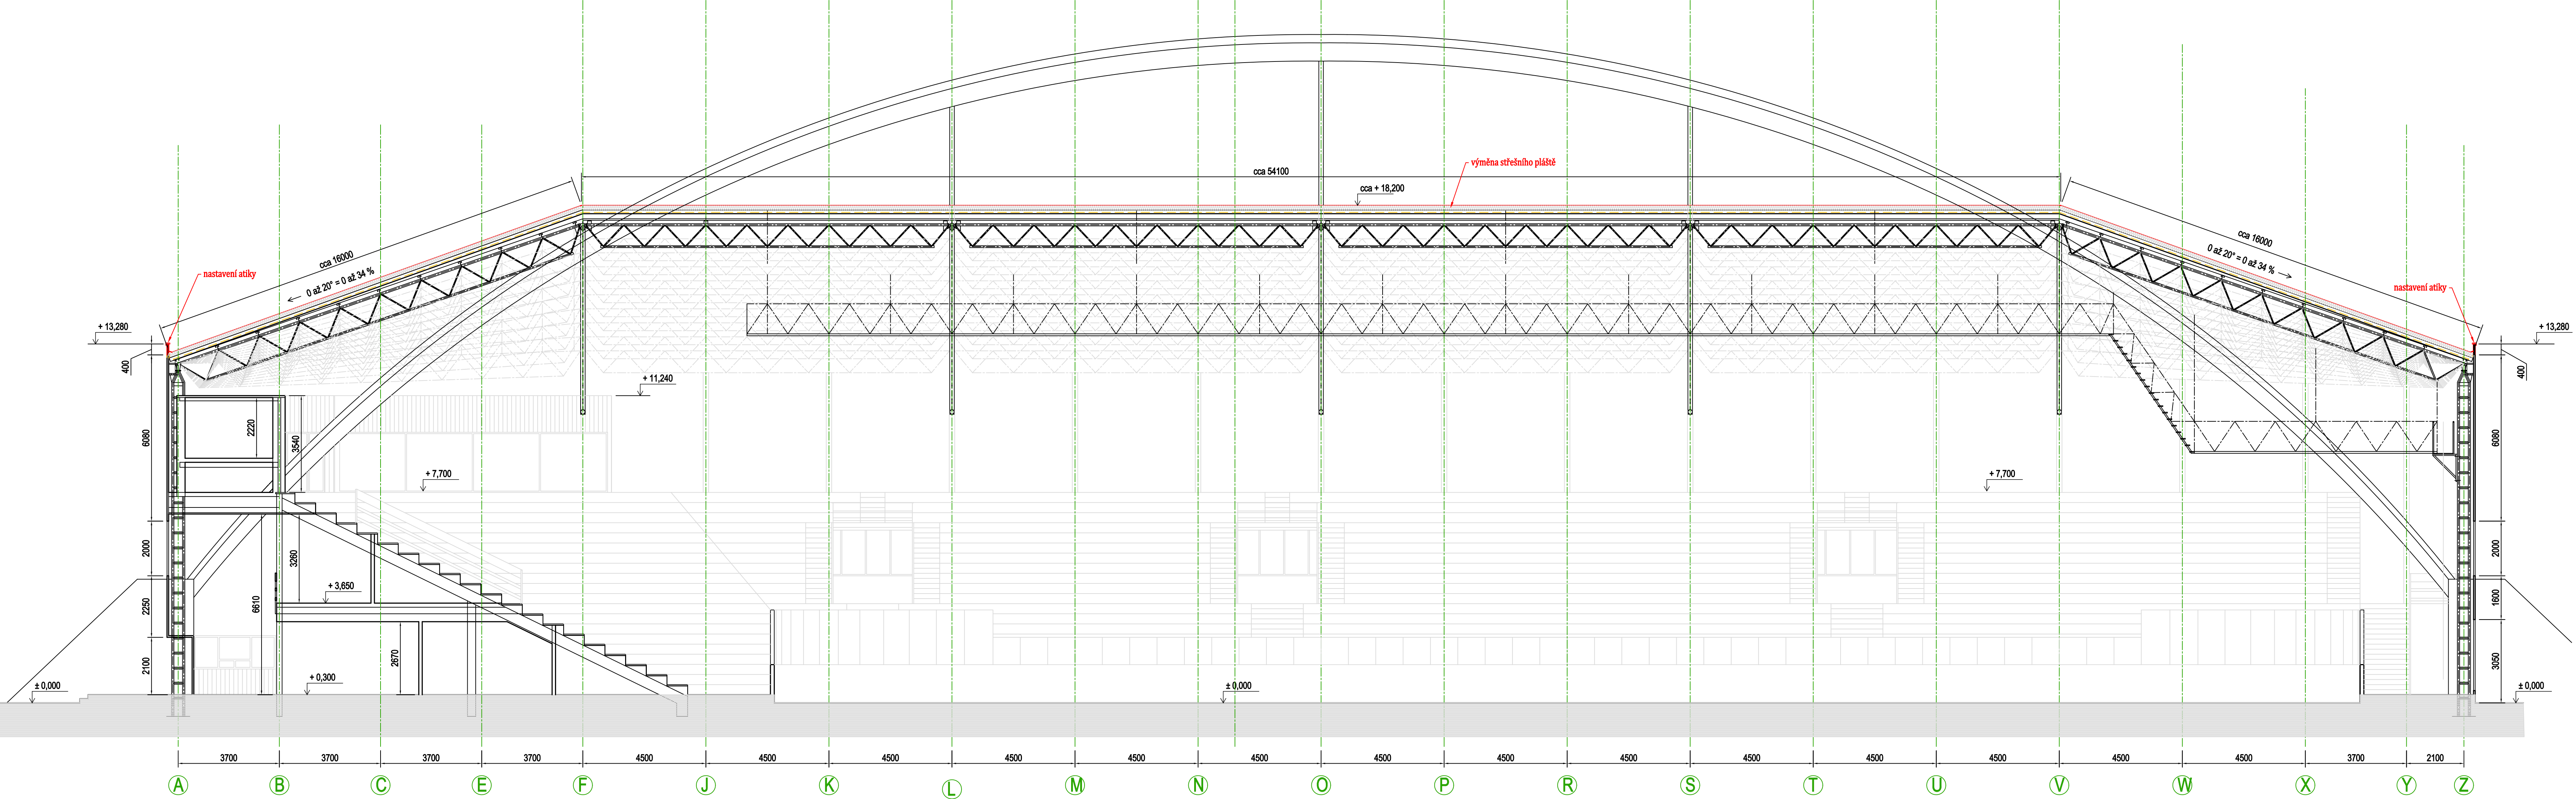 cca 54100
výměna střešního pláště
cca + 18,200
cca 16000
0 až 20° = 0 až 34 %
nastavení atiky
cca 16000
0 až 20° = 0 až 34 %
nastavení atiky
+ 13,280
+ 13,280
400
400
+ 11,240
6080
2220
3540
6080
+ 7,700
+ 7,700
2000
3260
2000
+ 3,650
2250
6610
1600
2100
2670
3050
+ 0,300
± 0,000
± 0,000
± 0,000
3700 3700 3700 3700 4500 4500 4500 4500 4500 4500 4500 4500 4500 4500 4500 4500 4500 4500 3700 2100
A B C E F J K L M N O P R S T U V W X Y Z